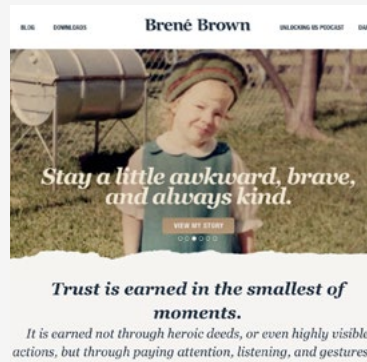 BLOG DOWNLOADS Brené Brown UNLOCKING US PODCAST
Stay a little awkward, brave,
and always kind.
VIEW MY STORY
Trust is earned in the smallest of
moments.
It is earned not through heroic deeds, or even highly visible
actions, but through paying attention, listening, and gestures